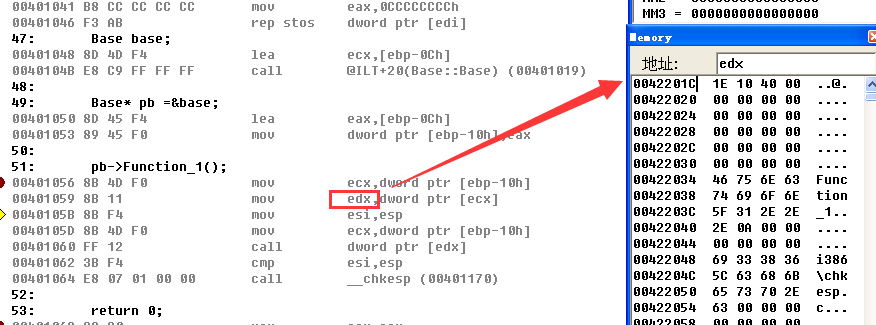 00401041 B8 CC CC CC CC mov eax,0CCCCCCCCh
00401046 F3 AB rep stos dword ptr [edi]
47: Base base;
00401048 8D 4D F4 lea ecx,[ebp-0Ch]
0040104B E8 C9 FF FF FF call @ILT+20(Base::Base) (00401019)
48:
49: Base* pb =&base;
00401050 8D 45 F4 lea eax,[ebp-0Ch]
00401053 89 45 F0 mov dword ptr [ebp-10h],eax
50:
51: pb->Function_1();
00401056 8B 4D F0 mov ecx,dword ptr [ebp-10h]
00401059 8B 11 mov edx,dword ptr [ecx]
0040105B 8B F4 mov esi,esp
0040105D 8B 4D F0 mov ecx,dword ptr [ebp-10h]
00401060 FF 12 call dword ptr [edx]
00401062 3B F4 cmp esi,esp
00401064 E8 07 01 00 00 call __chkesp (00401170)
52:
53: return 0;
MM3 = 0000000000000000
Memory
地址: edx
0042201C 1E 10 40 00 ..@.
00422020 00 00 00 00 ....
00422024 00 00 00 00 ....
00422028 00 00 00 00 ....
0042202C 00 00 00 00 ....
00422030 00 00 00 00 ....
00422034 46 75 6E 63 Func
00422038 74 69 6F 6E tion
0042203C 5F 31 2E 2E _1..
00422040 2E 0A 00 00 ....
00422044 00 00 00 00 ....
00422048 69 33 38 36 i386
0042204C 5C 63 68 6B \chk
00422050 65 73 70 2E esp.
00422054 63 00 00 00 c...